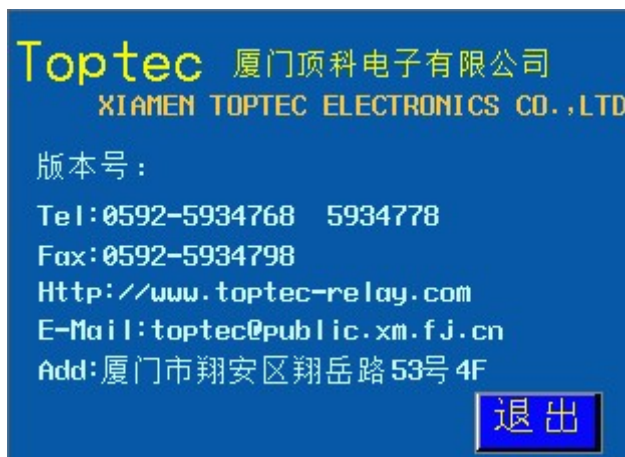 Toptec 厦门顶科电子有限公司
XIAMEN TOPTEC ELECTRONICS CO.,LTD
版本号:
Tel:0592-5934768 5934778
Fax:0592-5934798
Http://www.toptec-relay.com
E-Mail:toptec@public.xm.fj.cn
Add:厦门市翔安区翔岳路53号4F
退出